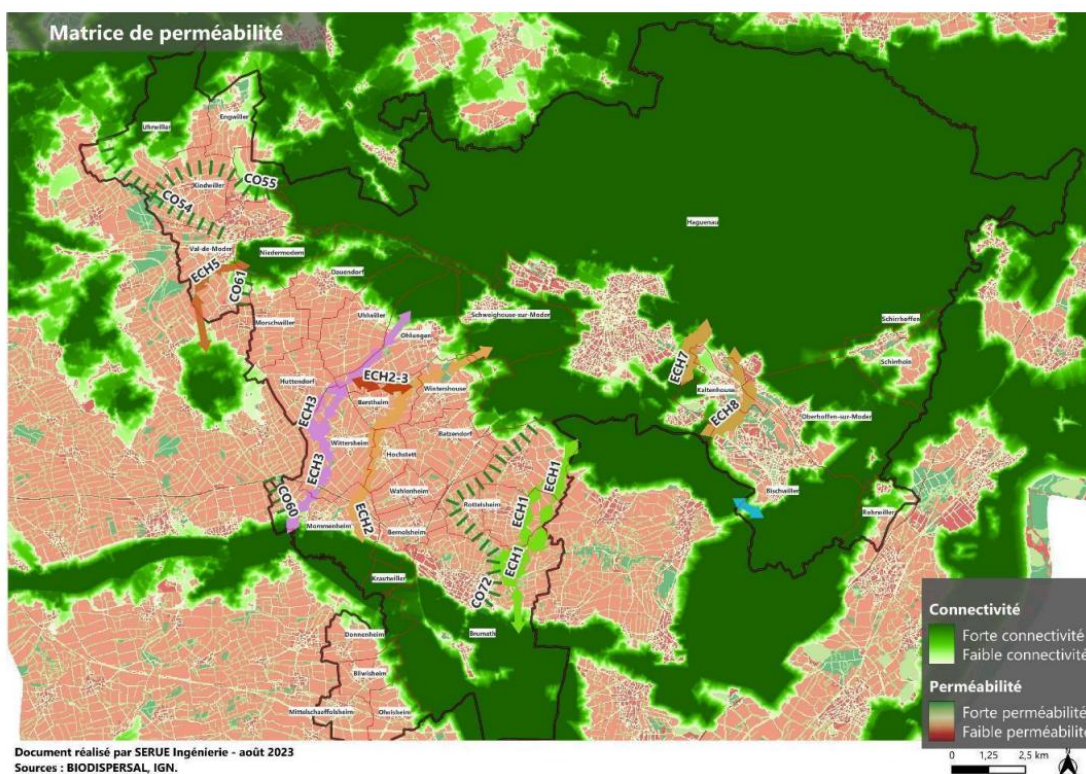 Matrice de perméabilité
Engwiller
Uhrwiller
CO55
Kindwiller
CO54
Haguenau
Val-de-Moder
Niedermodern
ECH5
CO61
Dauendorf
Morschwiller
Uhlwiller
Schweighouse-sur-Moder
Schirrhoffen
Ohlungen
Schirrhein
ECH7
ECH2-3
Huttendorf
Wintershouse
Kaltenhouse
Berstheim
ECH3
ECH8
Oberhoffen-sur-Moder
Batzendorf
Wittersheim
Hochstett
ECH3
ECH1
Wahlenheim
Bischwiller
CO60
Rottelsheim
ECH1
Rohrwiller
Mommenheim
ECH2
Bernolsheim
ECH1
Krautwiller
CO72
Brumath
Donnenheim
Bilwisheim
Mittelschaeffolsheim
Olwisheim
Connectivité
Forte connectivité
Faible connectivité
Perméabilité
Forte perméabilité
Faible perméabilité
0 1,25 2,5 km
N
Document réalisé par SERUE Ingénierie - août 2023
Sources : BIODISPERSAL, IGN.